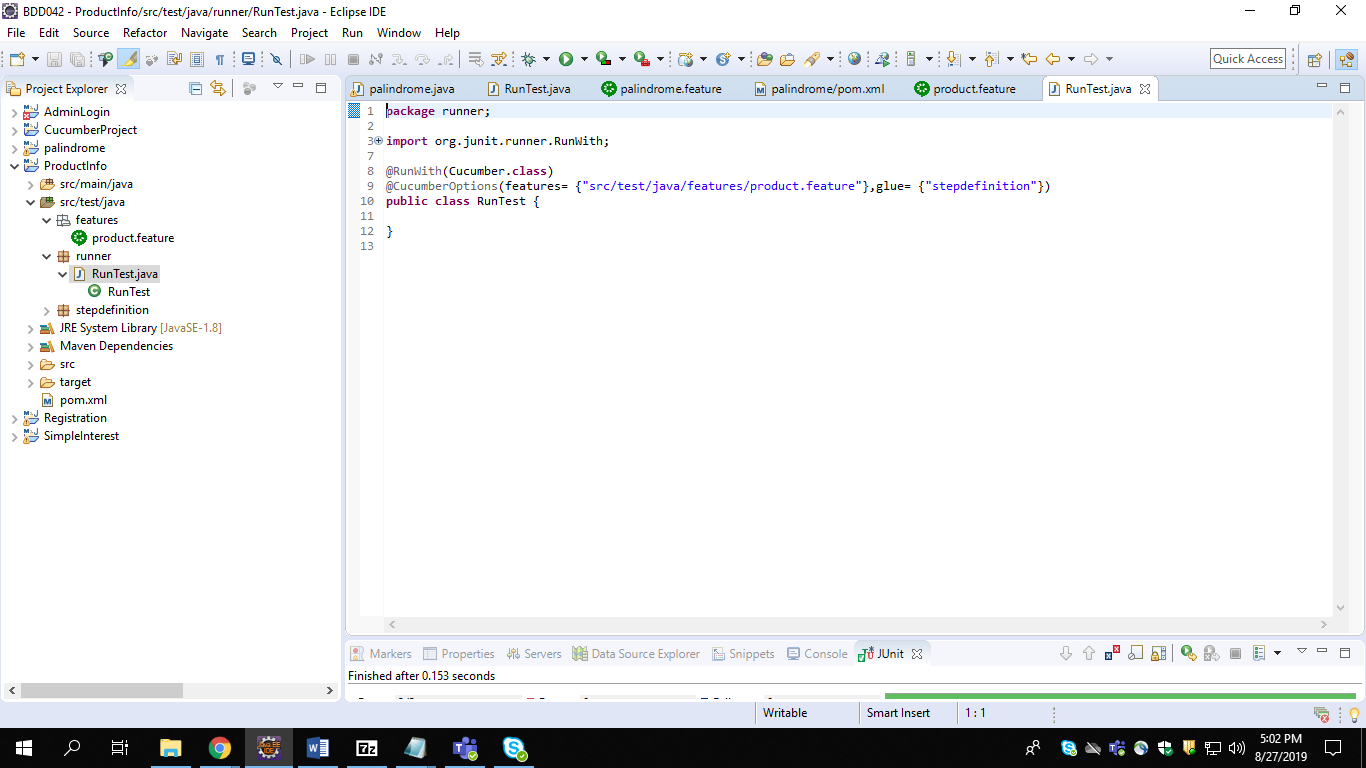 BDD042 - ProductInfo/src/test/java/runner/RunTest.java - Eclipse IDE
File Edit Source Refactor Navigate Search Project Run Window Help
Quick Access
Project Explorer
AdminLogin
CucumberProject
palindrome
ProductInfo
src/main/java
src/test/java
features
product.feature
runner
RunTest.java
RunTest
stepdefinition
JRE System Library [JavaSE-1.8]
Maven Dependencies
src
target
pom.xml
Registration
SimpleInterest
palindrome.java RunTest.java palindrome.feature palindrome/pom.xml product.feature RunTest.java
1 package runner;
2
3 import org.junit.runner.RunWith;
7
8 @RunWith(Cucumber.class)
9 @CucumberOptions(features= {"src/test/java/features/product.feature"},glue= {"stepdefinition"})
10 public class RunTest {
11
12 }
13
Markers Properties Servers Data Source Explorer Snippets Console JUnit
Finished after 0.153 seconds
Writable Smart Insert 1 : 1
5:02 PM
8/27/2019